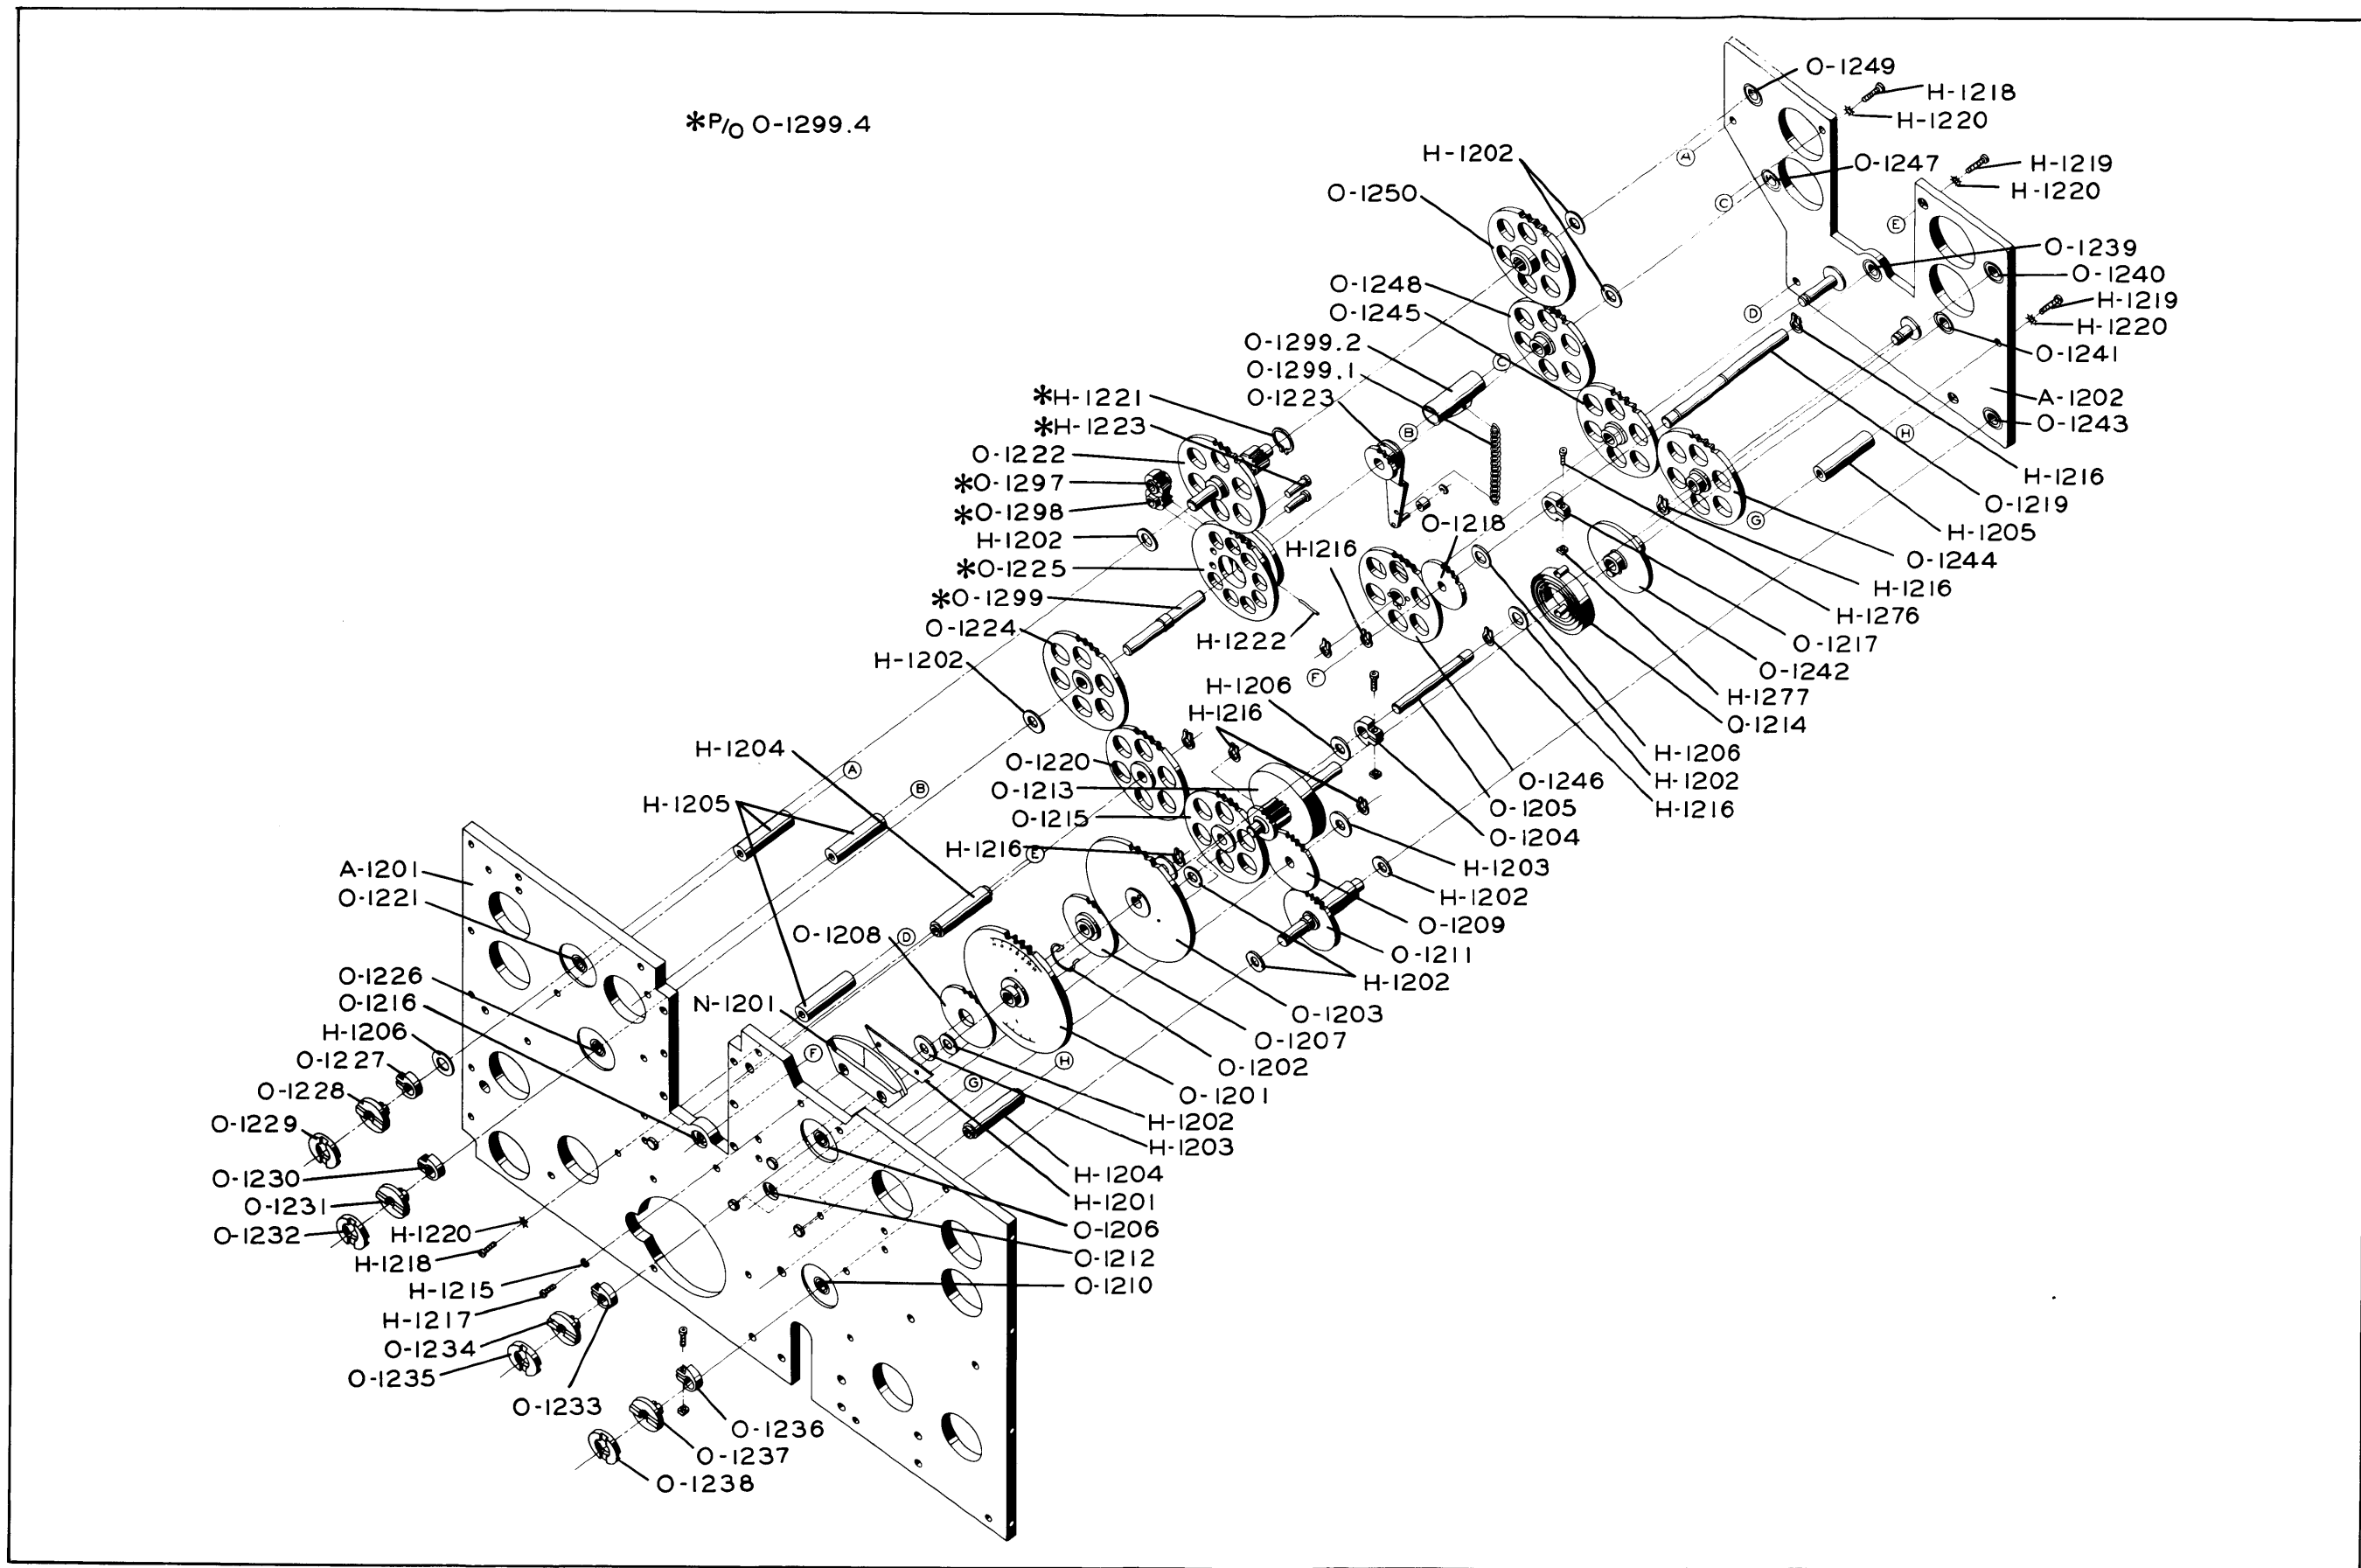 *P/O O-1299.4
O-1249
H-1218
H-1220
A
O-1247
H-1219
H-1220
C
E
H-1202
O-1250
O-1239
O-1240
H-1219
H-1220
O-1241
D
O-1248
O-1245
O-1299.2
O-1299.1
O-1223
C
B
A-1202
O-1243
H
*H-1221
*H-1223
O-1222
*O-1297
*O-1298
H-1202
*O-1225
*O-1299
O-1224
H-1202
H-1222
H-1216
O-1219
H-1205
O-1244
G
O-1218
H-1216
H-1216
H-1276
O-1217
O-1242
H-1277
O-1214
F
H-1206
H-1216
H-1206
H-1202
H-1216
O-1246
O-1205
O-1204
H-1204
A
B
H-1205
O-1220
O-1213
O-1215
H-1216
E
H-1203
H-1202
O-1209
O-1211
H-1202
A-1201
O-1221
O-1208
D
O-1226
O-1216
H-1206
O-1227
O-1228
O-1229
N-1201
F
G
H
O-1203
O-1207
O-1202
O-1201
H-1202
H-1203
H-1204
H-1201
O-1206
O-1212
O-1210
O-1230
O-1231
O-1232
H-1220
H-1218
H-1215
H-1217
O-1234
O-1235
O-1233
O-1236
O-1237
O-1238